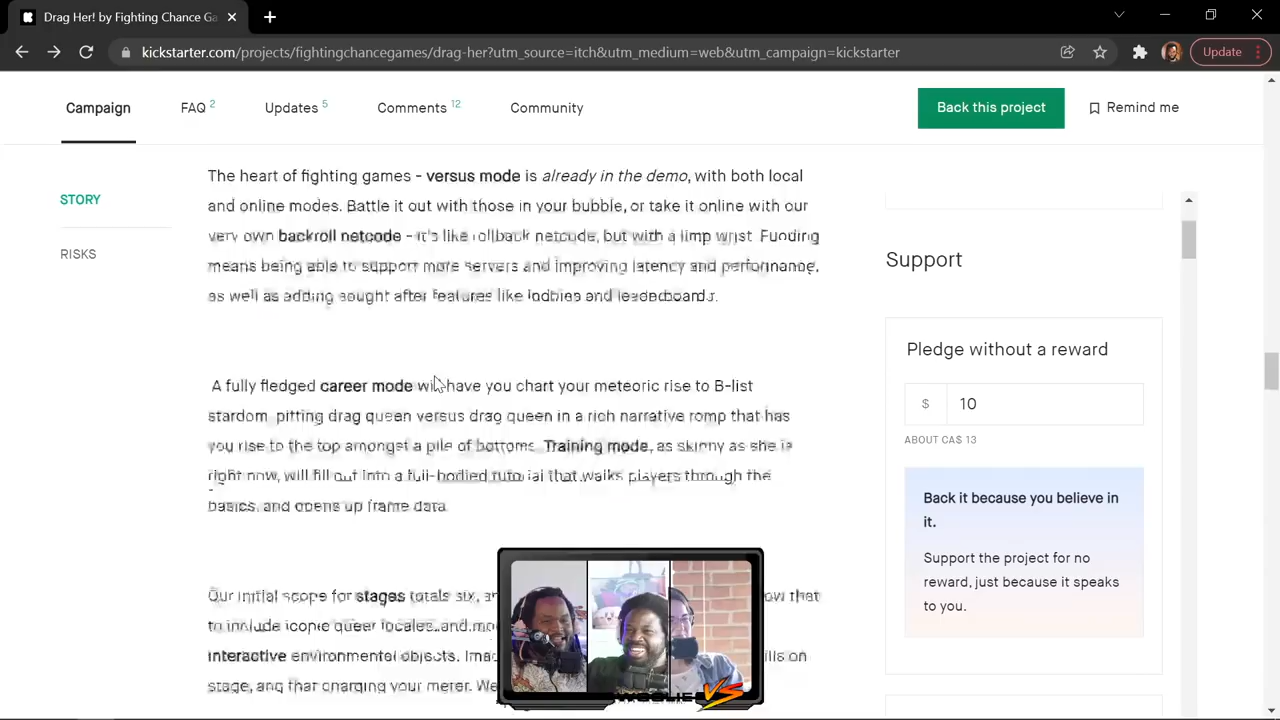 Drag Her! by Fighting Chance Ga
kickstarter.com/projects/fightingchancegames/drag-her?utm_source=itch&utm_medium=web&utm_campaign=kickstarter
Update
Campaign
FAQ 2
Updates 5
Comments 12
Community
Back this project
Remind me
STORY
RISKS
The heart of fighting games - versus mode is already in the demo, with both local
and online modes. Battle it out with those in your bubble, or take it online with our
very own backroll netcode - it's like rollback netcode, but with a limp wrist. Funding
means being able to support more servers and improving latency and performance,
as well as adding sought after features like lobbies and leaderboards.
A fully fledged career mode will have you chart your meteoric rise to B-list
stardom, pitting drag queen versus drag queen in a rich narrative romp that has
you rise to the top amongst a pile of bottoms. Training mode, as skinny as she is
right now, will fill out into a full-bodied tutorial that walks players through the
basics and opens up frame data.
Our initial scope for stages totals six, an
ow that
to include iconic queer locales, and mo
interactive environmental objects. Im
ills on
stage, and that charging your meter.
Support
Pledge without a reward
$ 10
ABOUT CA$ 13
Back it because you believe in
it.
Support the project for no
reward, just because it speaks
to you.
VS